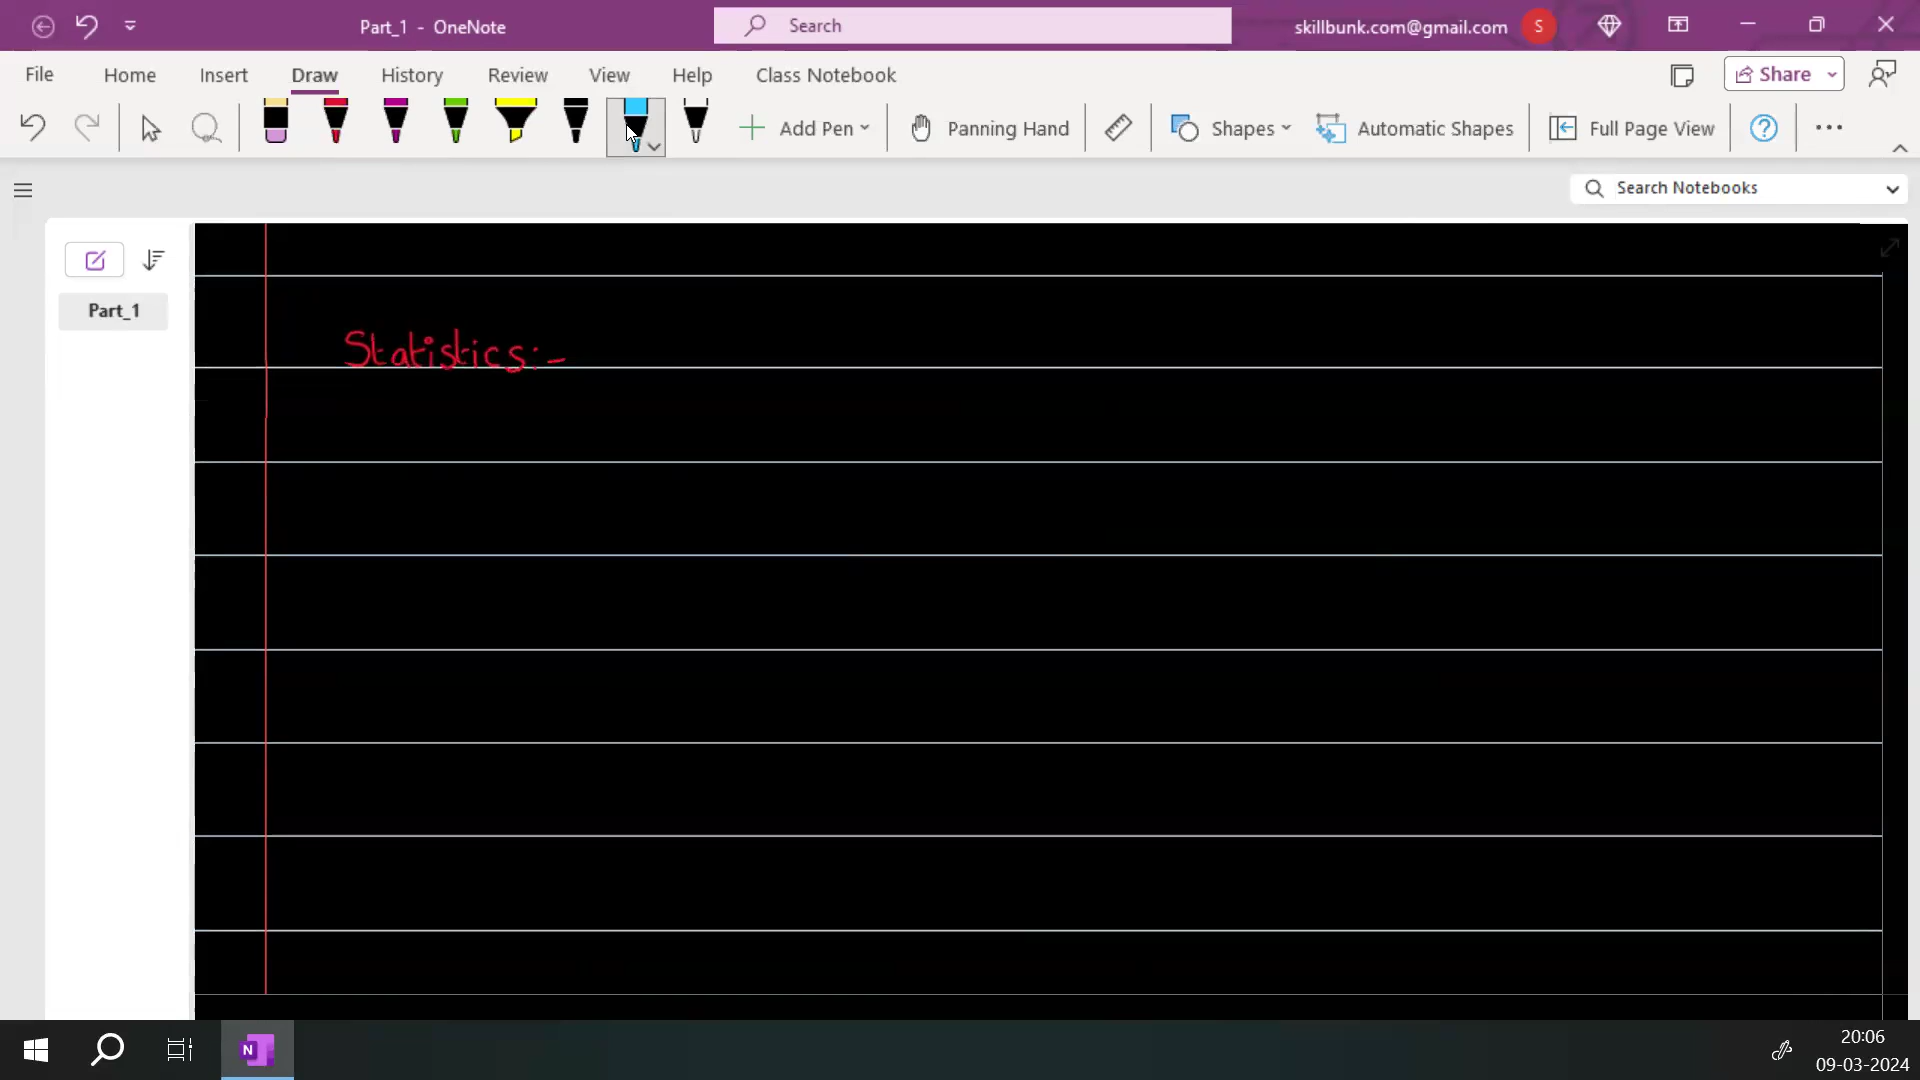 Part_1 - OneNote
Search
skillbunk.com@gmail.com
S
File
Home
Insert
Draw
History
Review
View
Help
Class Notebook
Share
Add Pen
Panning Hand
Shapes
Automatic Shapes
Full Page View
Search Notebooks
Part_1
Statistics:-
N
20:06
09-03-2024